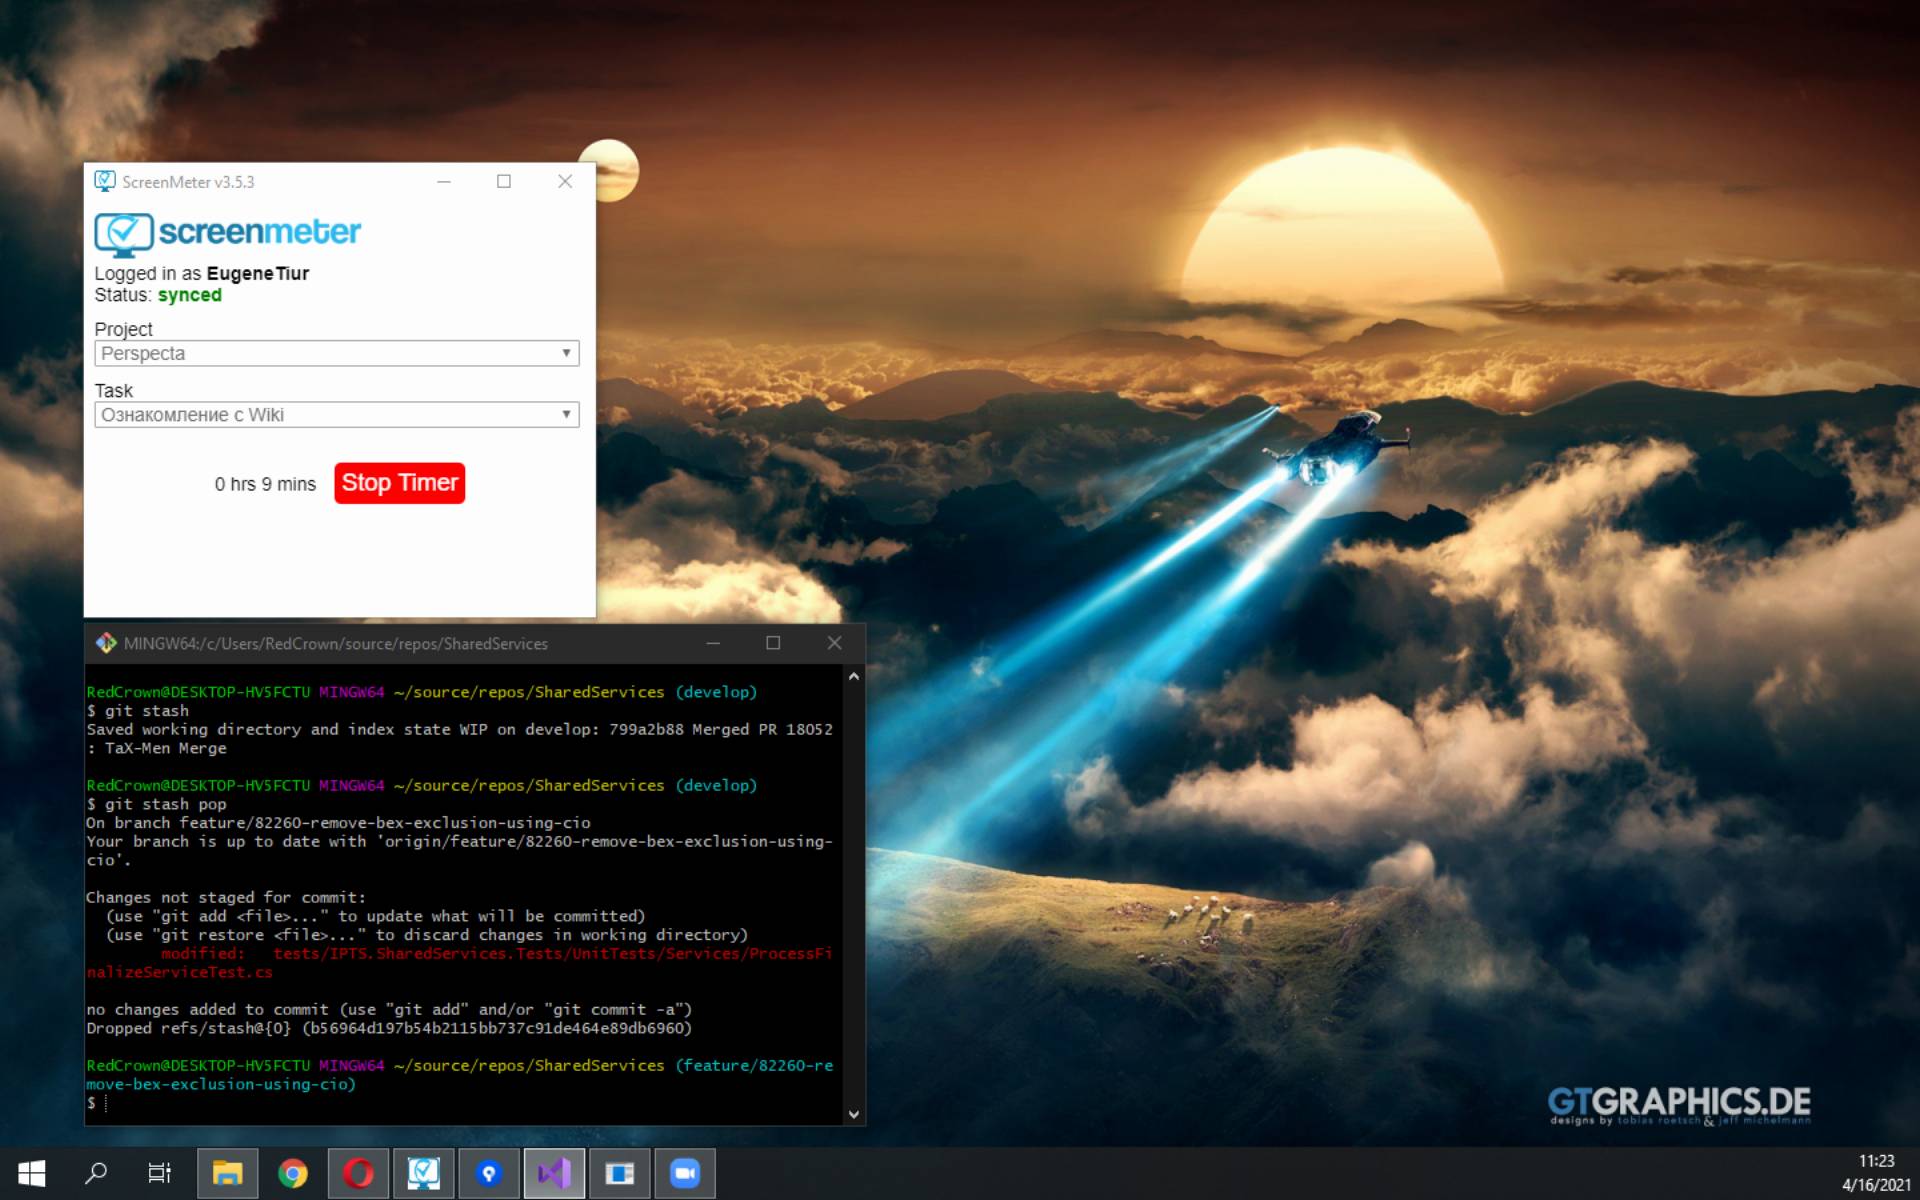 ScreenMeter v3.5.3
screenmeter
Logged in as EugeneTiur
Status: synced
Project
Perspecta
Task
Ознакомление с Wiki
0 hrs 9 mins Stop Timer
MINGW64:/c/Users/RedCrown/source/repos/SharedServices
RedCrown@DESKTOP-HV5FCTU MINGW64 ~/source/repos/SharedServices (develop)
$ git stash
Saved working directory and index state WIP on develop: 799a2b88 Merged PR 18052
: TaX-Men Merge
RedCrown@DESKTOP-HV5FCTU MINGW64 ~/source/repos/SharedServices (develop)
$ git stash pop
On branch feature/82260-remove-bex-exclusion-using-cio
Your branch is up to date with 'origin/feature/82260-remove-bex-exclusion-using-
cio'.
Changes not staged for commit:
(use "git add <file>..." to update what will be committed)
(use "git restore <file>..." to discard changes in working directory)
modified: tests/IPTS.SharedServices.Tests/UnitTests/Services/ProcessFi
nalizeServiceTest.cs
no changes added to commit (use "git add" and/or "git commit -a")
Dropped refs/stash@{0} (b56964d197b54b2115bb737c91de464e89db6960)
RedCrown@DESKTOP-HV5FCTU MINGW64 ~/source/repos/SharedServices (feature/82260-re
move-bex-exclusion-using-cio)
$
GTGRAPHICS.DE
designs by tobias roetsch & jeff michelmann
11:23
4/16/2021